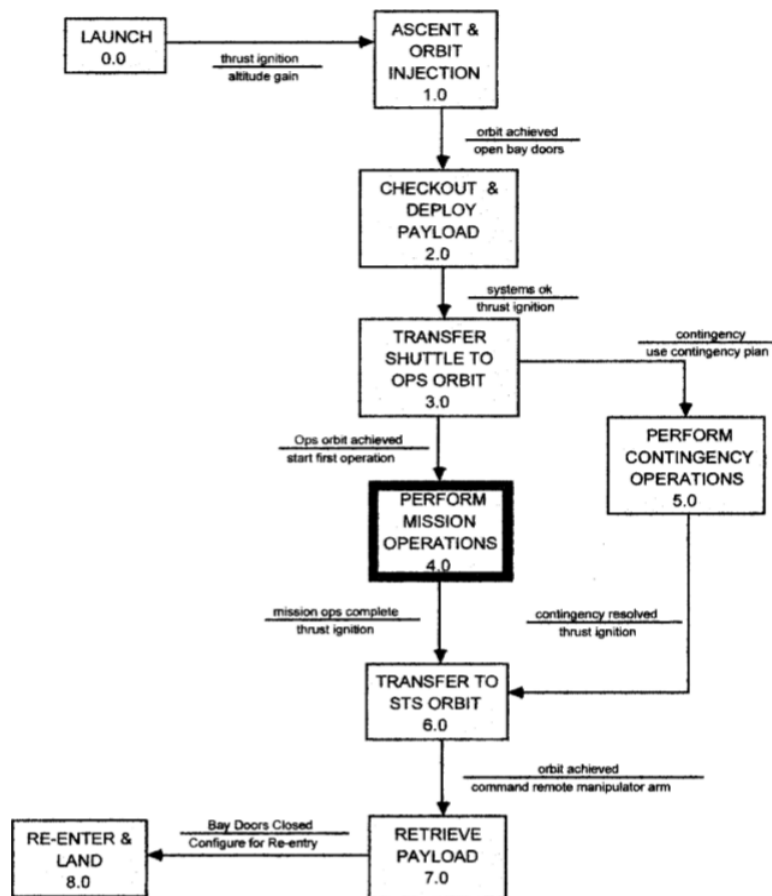 LAUNCH
0.0
thrust ignition
altitude gain
ASCENT &
ORBIT
INJECTION
1.0
orbit achieved
open bay doors
CHECKOUT &
DEPLOY
PAYLOAD
2.0
systems ok
thrust ignition
TRANSFER
SHUTTLE TO
OPS ORBIT
3.0
contingency
use contingency plan
Ops orbit achieved
start first operation
PERFORM
CONTINGENCY
OPERATIONS
5.0
PERFORM
MISSION
OPERATIONS
4.0
mission ops complete
thrust ignition
contingency resolved
thrust ignition
TRANSFER TO
STS ORBIT
6.0
orbit achieved
command remote manipulator arm
RE-ENTER &
LAND
8.0
Bay Doors Closed
Configure for Re-entry
RETRIEVE
PAYLOAD
7.0